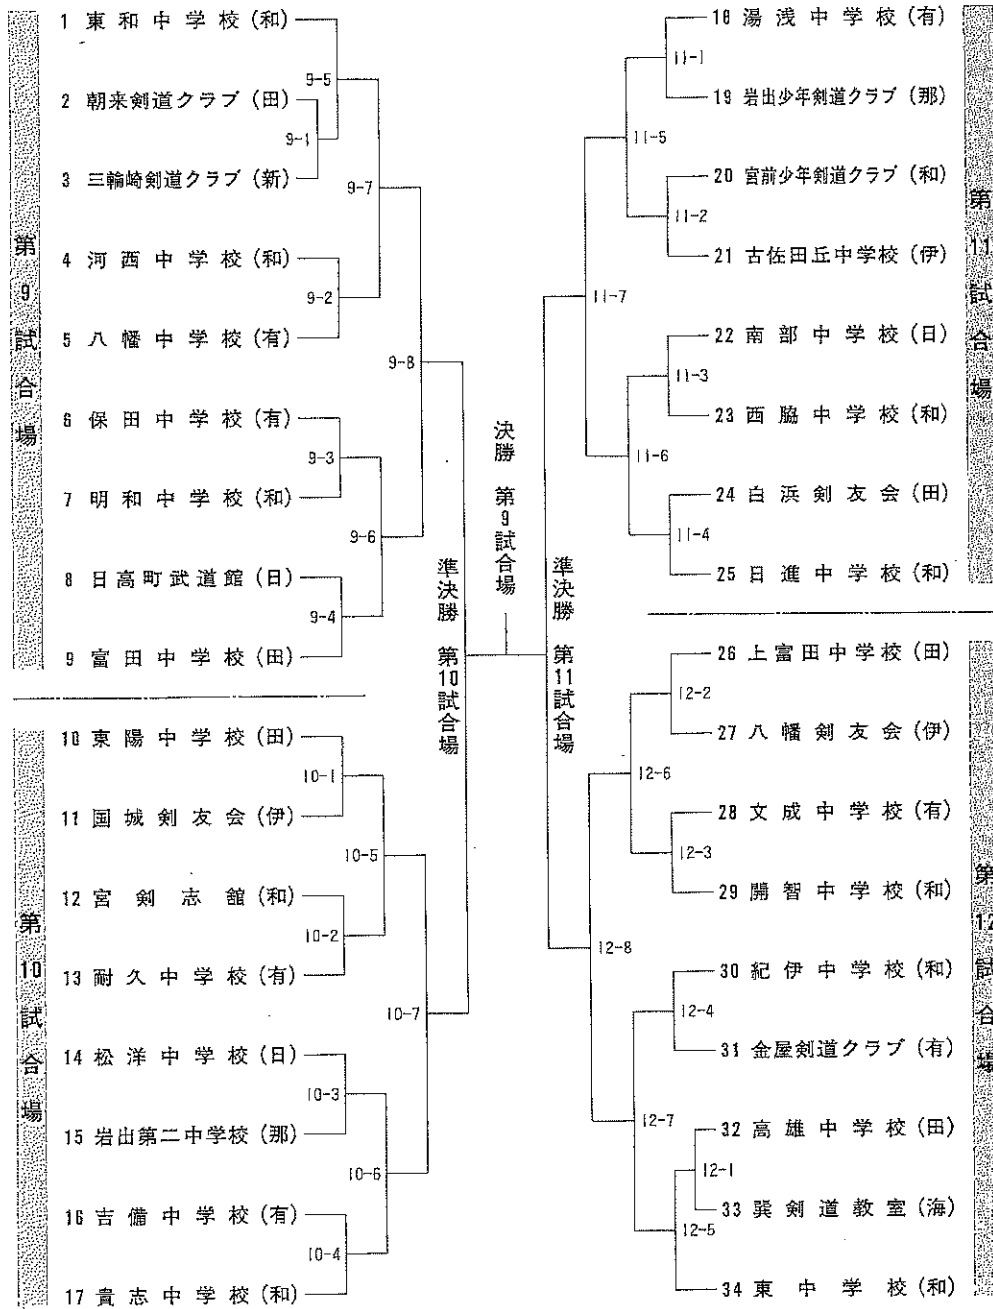 第9試合場
1 東和中学校(和)
2 朝来剣道クラブ(田)
3 三輪崎剣道クラブ(新)
4 河西中学校(和)
5 八幡中学校(有)
6 保田中学校(有)
7 明和中学校(和)
8 日高町武道館(日)
9 富田中学校(田)
9-1
9-2
9-3
9-4
9-5
9-6
9-7
9-8
第10試合場
10 東陽中学校(田)
11 国城剣友会(伊)
12 宮剣志舘(和)
13 耐久中学校(有)
14 松洋中学校(日)
15 岩出第二中学校(那)
16 吉備中学校(有)
17 貴志中学校(和)
10-1
10-2
10-3
10-4
10-5
10-6
10-7
準決勝 第10試合場
決勝 第9試合場
準決勝 第11試合場
第11試合場
18 湯浅中学校(有)
19 岩出少年剣道クラブ(那)
20 宮前少年剣道クラブ(和)
21 古佐田丘中学校(伊)
22 南部中学校(日)
23 西脇中学校(和)
24 白浜剣友会(田)
25 日進中学校(和)
11-1
11-2
11-3
11-4
11-5
11-6
11-7
第12試合場
26 上富田中学校(田)
27 八幡剣友会(伊)
28 文成中学校(有)
29 開智中学校(和)
30 紀伊中学校(和)
31 金屋剣道クラブ(有)
32 高雄中学校(田)
33 巽剣道教室(海)
34 東中学校(和)
12-1
12-2
12-3
12-4
12-5
12-6
12-7
12-8